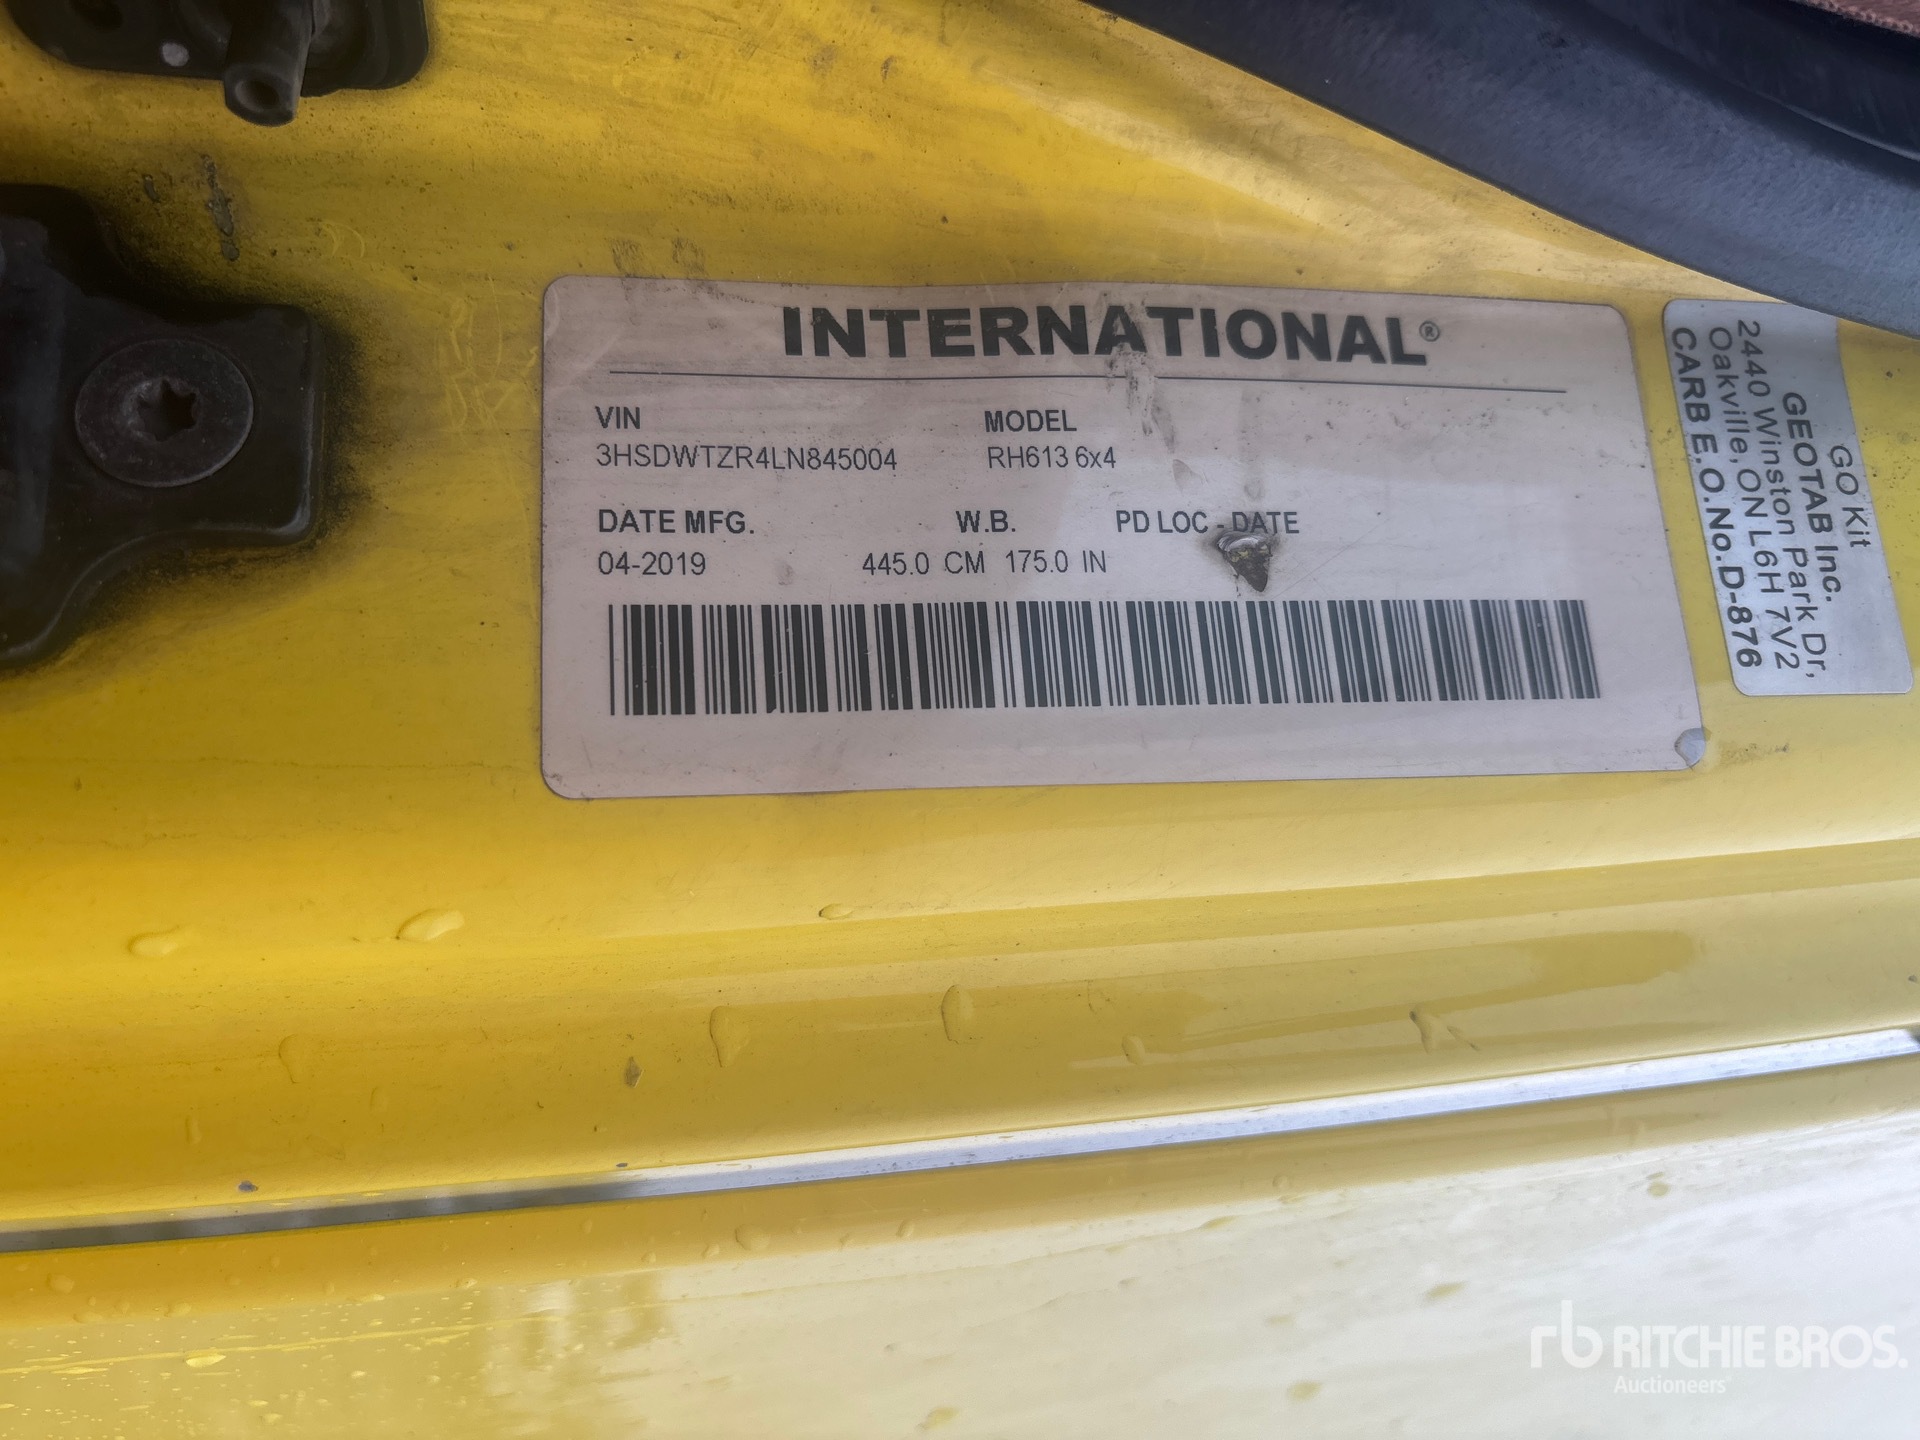 INTERNATIONAL®
VIN MODEL
3HSDWTZR4LN845004 RH613 6x4
DATE MFG. W.B. PD LOC - DATE
04-2019 445.0 CM 175.0 IN
GO Kit
GEOTAB Inc.
2440 Winston Park Dr,
Oakville, ON L6H 7V2
CARB E.O.No.D-876
rb RITCHIE BROS.
Auctioneers